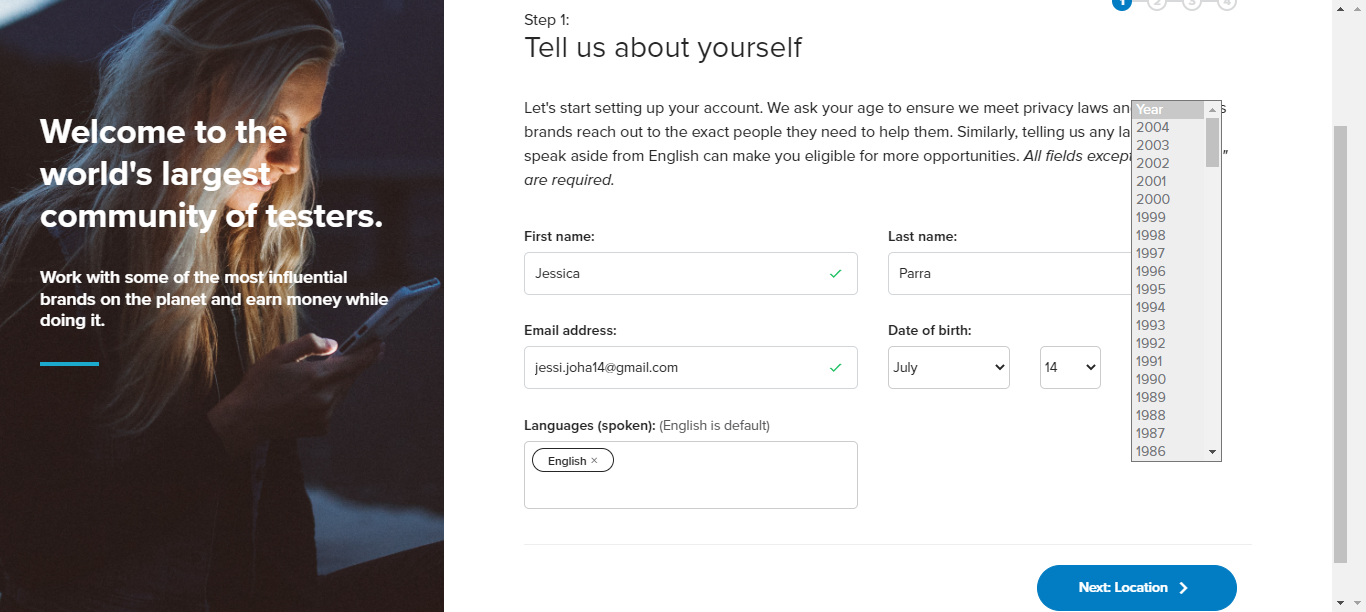 Welcome to the
world's largest
community of testers.
Work with some of the most influential
brands on the planet and earn money while
doing it.
1 2 3 4
Step 1:
Tell us about yourself
Let's start setting up your account. We ask your age to ensure we meet privacy laws
brands reach out to the exact people they need to help them. Similarly, telling us any
speak aside from English can make you eligible for more opportunities. All fields except
are required.
First name:
Last name:
Jessica
Parra
Email address:
Date of birth:
jessi.joha14@gmail.com
July
14
Year
2004
2003
2002
2001
2000
1999
1998
1997
1996
1995
1994
1993
1992
1991
1990
1989
1988
1987
1986
Languages (spoken): (English is default)
English ×
Next: Location